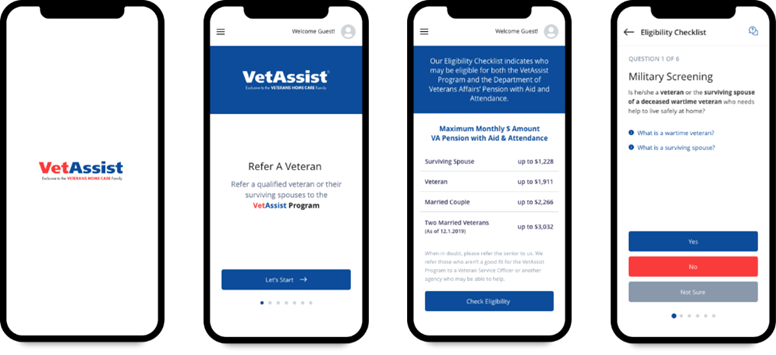 VetAssist
Exclusive to the VETERANS HOME CARE Family
Welcome Guest!
VetAssist®
Exclusive to the VETERANS HOME CARE Family
Refer A Veteran
Refer a qualified veteran or their
surviving spouses to the
VetAssist Program
Let's Start →
Welcome Guest!
Our Eligibility Checklist indicates who
may be eligible for both the VetAssist
Program and the Department of
Veterans Affairs' Pension with Aid and
Attendance.
Maximum Monthly $ Amount
VA Pension with Aid & Attendance
Surviving Spouse up to $1,228
Veteran up to $1,911
Married Couple up to $2,266
Two Married Veterans up to $3,032
(As of 12.1.2019)
When in doubt, please refer the senior to us. We
refer those who aren't a good fit for the VetAssist
Program to a Veteran Service Officer or another
agency who may be able to help.
Check Eligibility
← Eligibility Checklist
QUESTION 1 OF 6
Military Screening
Is he/she a veteran or the surviving spouse
of a deceased wartime veteran who needs
help to live safely at home?
What is a wartime veteran?
What is a surviving spouse?
Yes
No
Not Sure